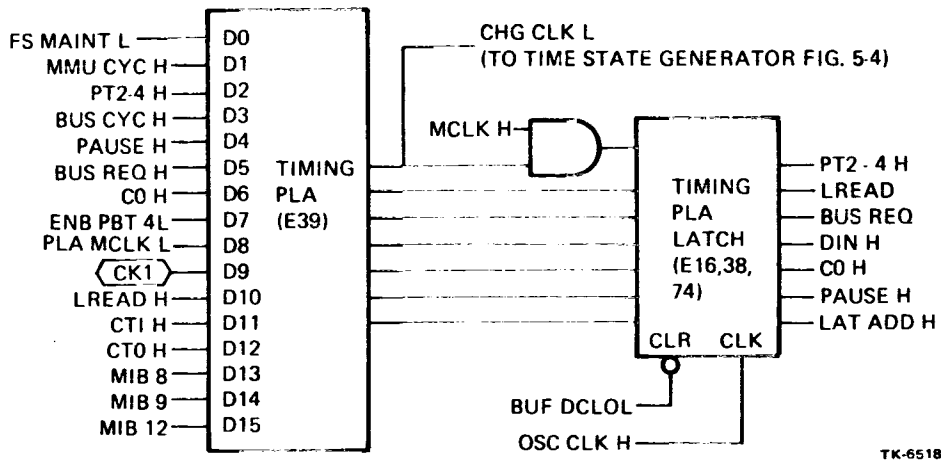 FS MAINT L
MMU CYC H
PT2-4 H
BUS CYC H
PAUSE H
BUS REQ H
C0 H
ENB PBT 4L
PLA MCLK L
CK1
LREAD H
CTI H
CT0 H
MIB 8
MIB 9
MIB 12
D0
D1
D2
D3
D4
D5
D6
D7
D8
D9
D10
D11
D12
D13
D14
D15
TIMING
PLA
(E39)
CHG CLK L
(TO TIME STATE GENERATOR FIG. 5-4)
MCLK H
TIMING
PLA
LATCH
(E16,38,
74)
CLR CLK
PT2 - 4 H
LREAD
BUS REQ
DIN H
C0 H
PAUSE H
LAT ADD H
BUF DCLOL
OSC CLK H
TK-6518